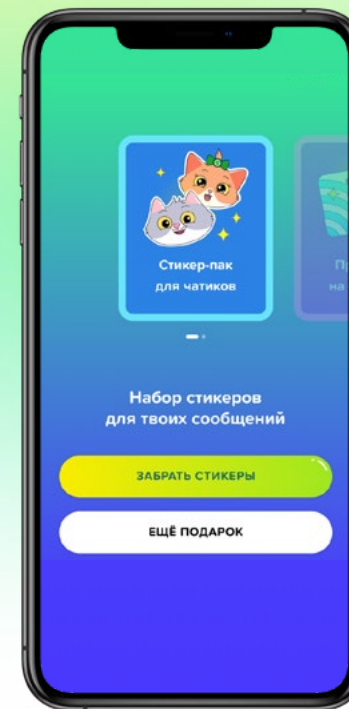 Стикер-пак
для чатиков
Набор стикеров
для твоих сообщений
ЗАБРАТЬ СТИКЕРЫ
ЕЩЁ ПОДАРОК